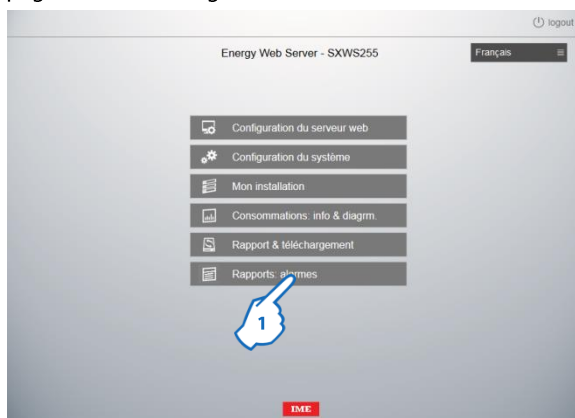 logout
Energy Web Server - SXWS255
Français
Configuration du serveur web
Configuration du système
Mon installation
Consommations: info & diagrm.
Rapport & téléchargement
Rapports: alarmes
1
IME